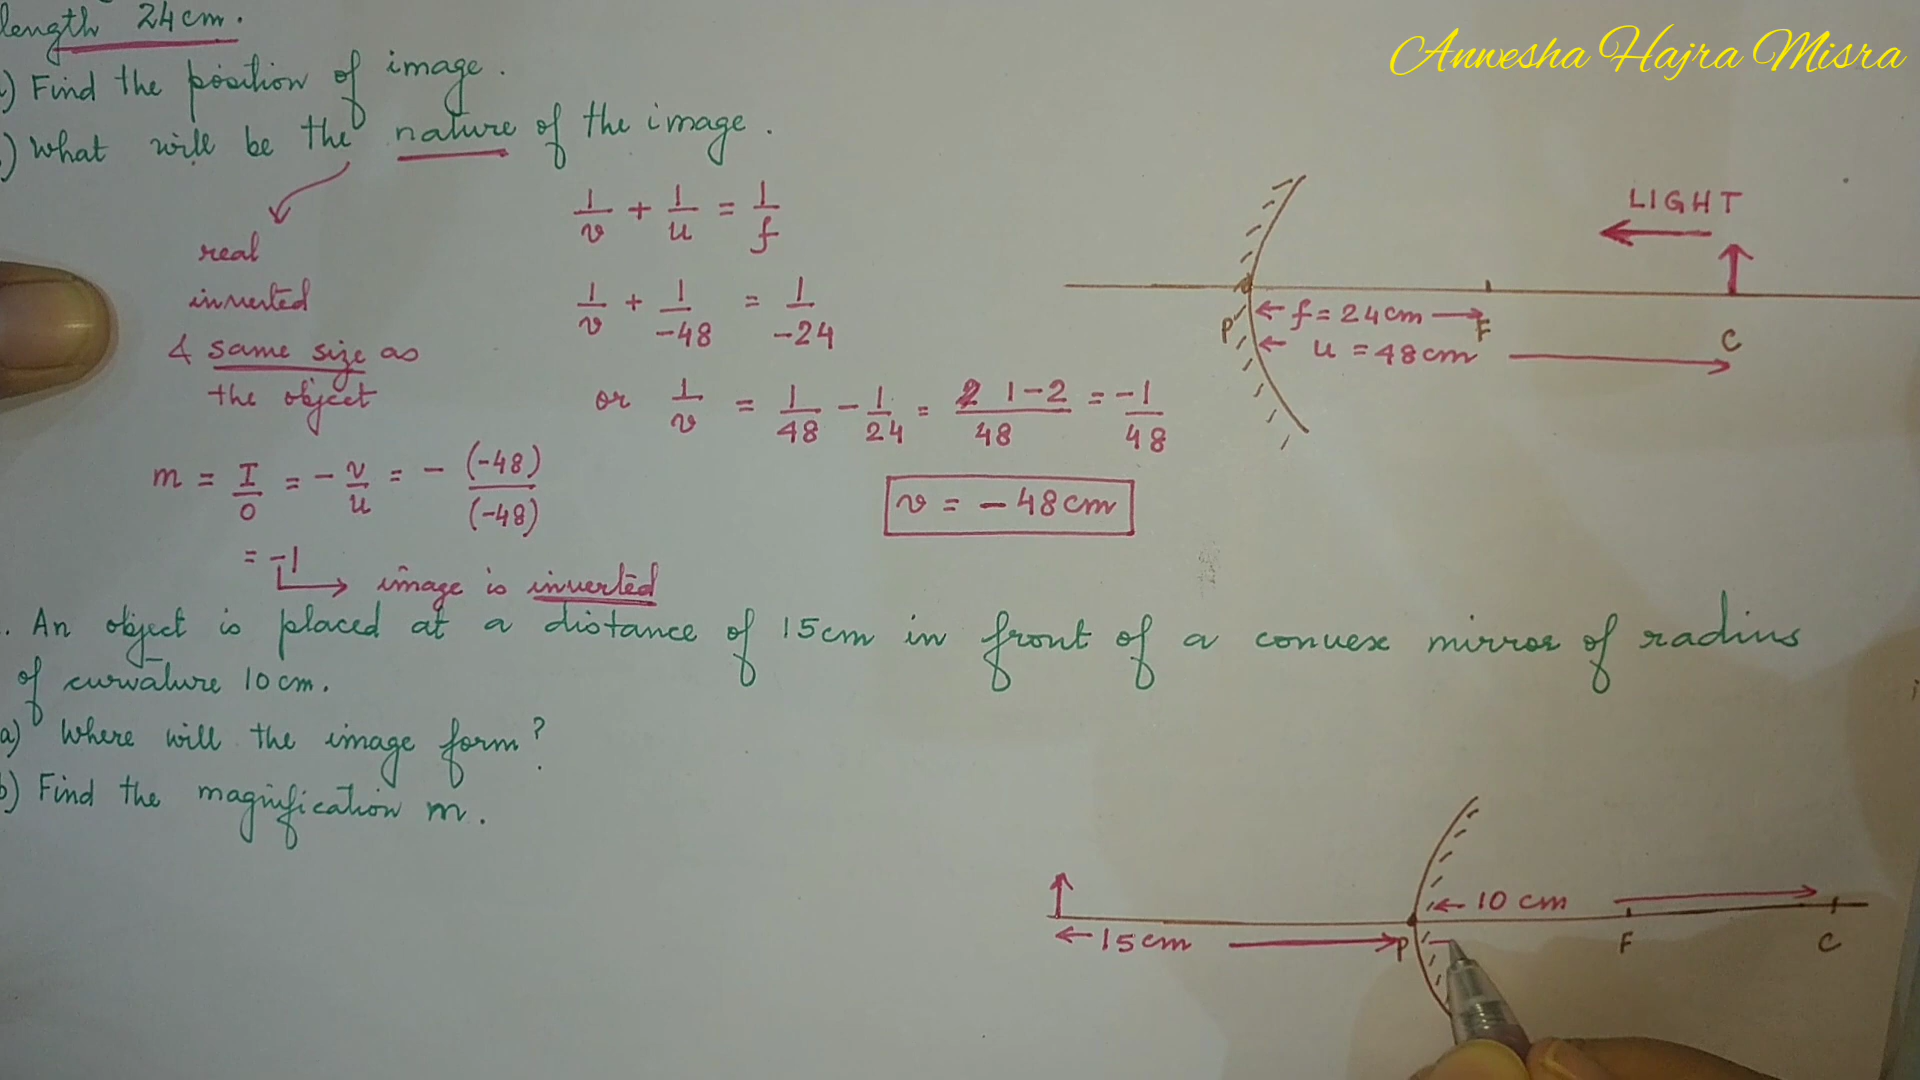 length 24cm.
Anwesha Hajra Misra
) Find the position of image.
) What will be the nature of the image.
real
inverted
& same size as
the object
1/v + 1/u = 1/f
1/v + 1/-48 = 1/-24
or 1/v = 1/48 - 1/24 = 1-2/48 = -1/48
v = - 48cm
m = I/O = - v/u = - (-48)/(-48)
= -1
image is inverted
LIGHT
f = 24cm
P F
u = 48cm
C
. An object is placed at a distance of 15cm in front of a convex mirror of radius
of curvature 10cm.
a) Where will the image form?
b) Find the magnification m.
10 cm
15cm P F C